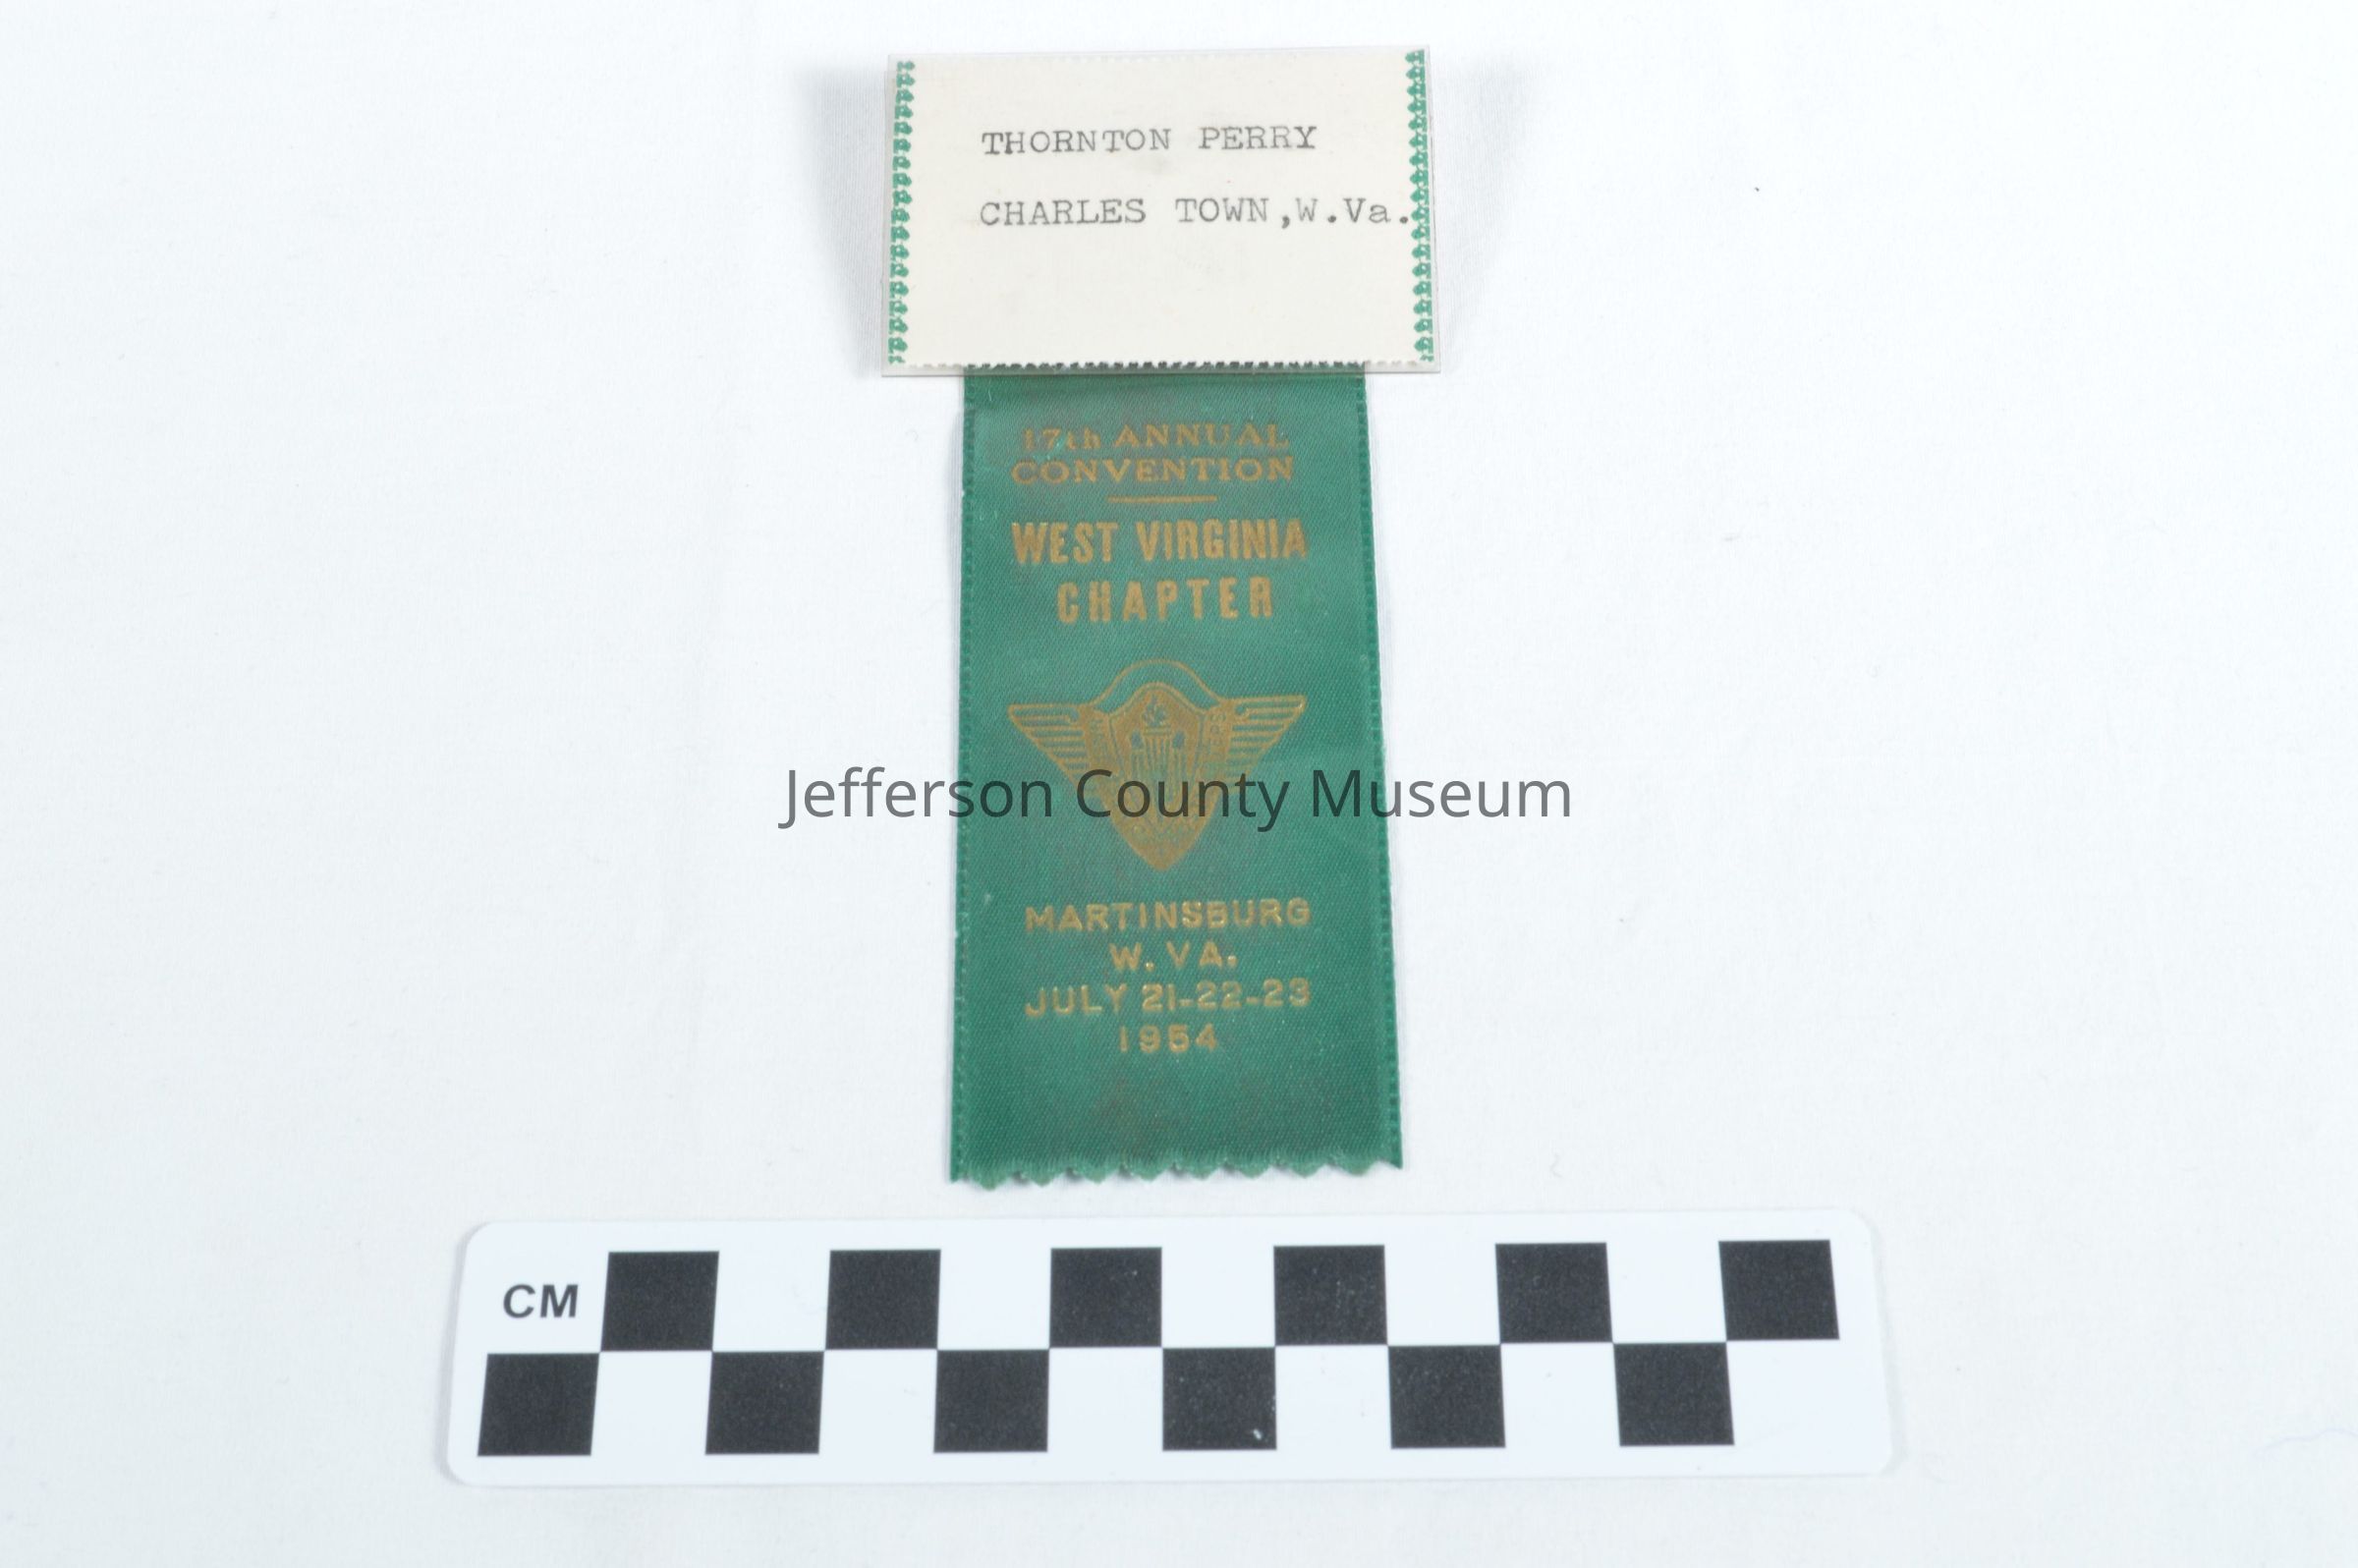 THORNTON PERRY
CHARLES TOWN,W.Va.
17th ANNUAL
CONVENTION
WEST VIRGINIA
CHAPTER
Jefferson County Museum
MARTINSBURG
W. VA.
JULY 21-22-23
1954
CM